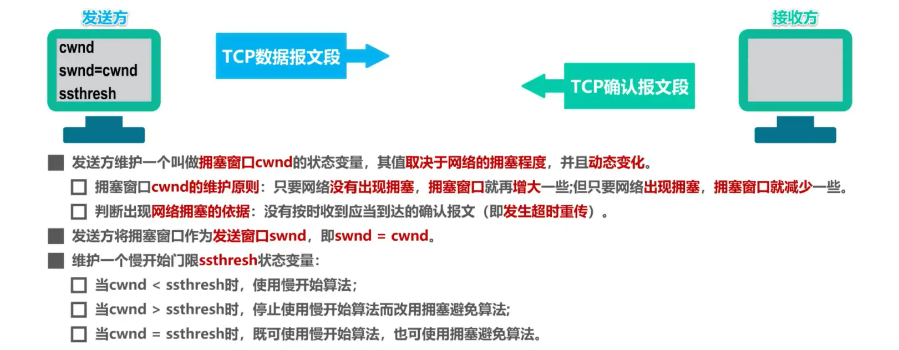 发送方
接收方
cwnd
swnd=cwnd
ssthresh
TCP数据报文段
TCP确认报文段
发送方维护一个叫做拥塞窗口cwnd的状态变量，其值取决于网络的拥塞程度，并且动态变化。
拥塞窗口cwnd的维护原则：只要网络没有出现拥塞，拥塞窗口就再增大一些;但只要网络出现拥塞，拥塞窗口就减少一些。
判断出现网络拥塞的依据：没有按时收到应当到达的确认报文（即发生超时重传）。
发送方将拥塞窗口作为发送窗口swnd，即swnd = cwnd。
维护一个慢开始门限ssthresh状态变量：
当cwnd < ssthresh时，使用慢开始算法；
当cwnd > ssthresh时，停止使用慢开始算法而改用拥塞避免算法;
当cwnd = ssthresh时，既可使用慢开始算法，也可使用拥塞避免算法。